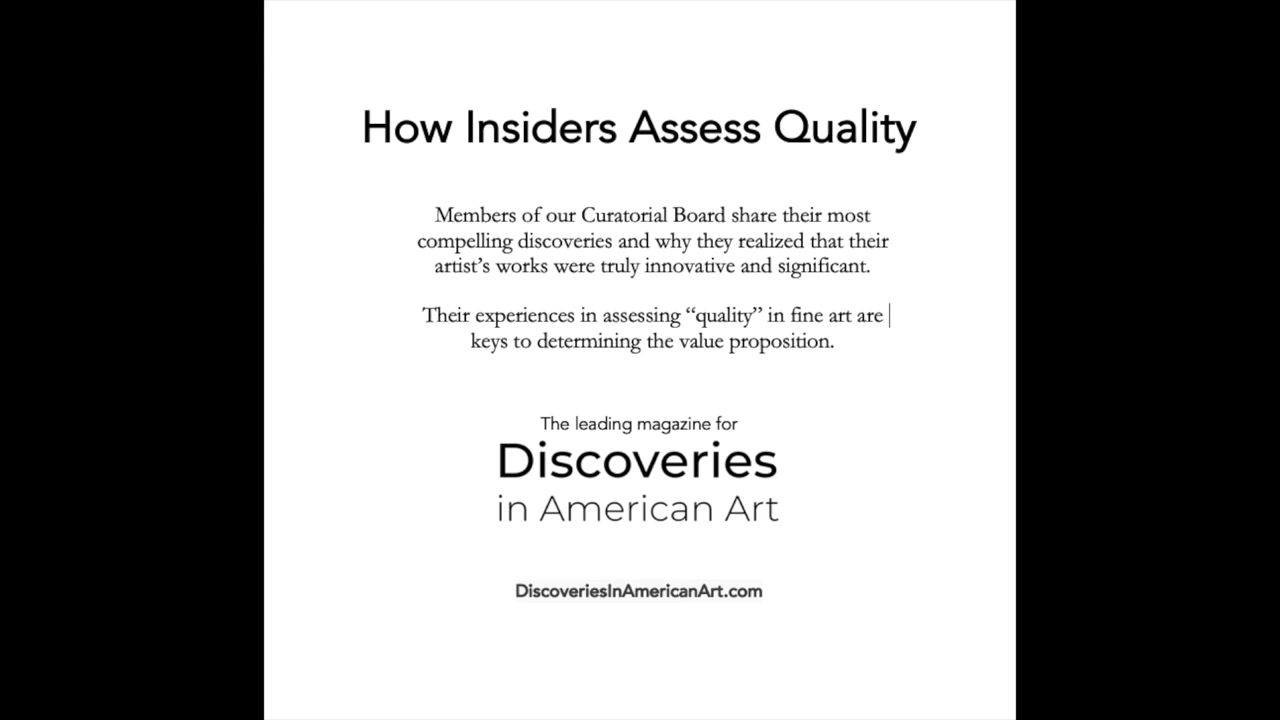 How Insiders Assess Quality
Members of our Curatorial Board share their most
compelling discoveries and why they realized that their
artist’s works were truly innovative and significant.
Their experiences in assessing “quality” in fine art are
keys to determining the value proposition.
The leading magazine for
Discoveries
in American Art
DiscoveriesInAmericanArt.com